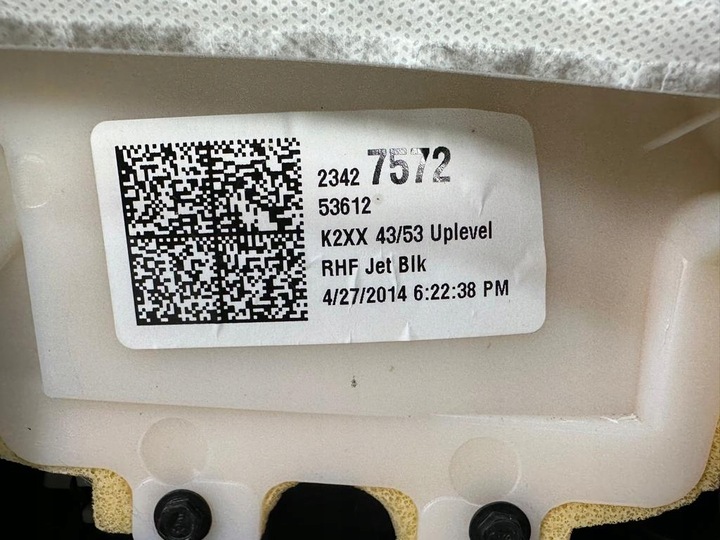 2342 7572
53612
K2XX 43/53 Uplevel
RHF Jet Blk
4/27/2014 6:22:38 PM